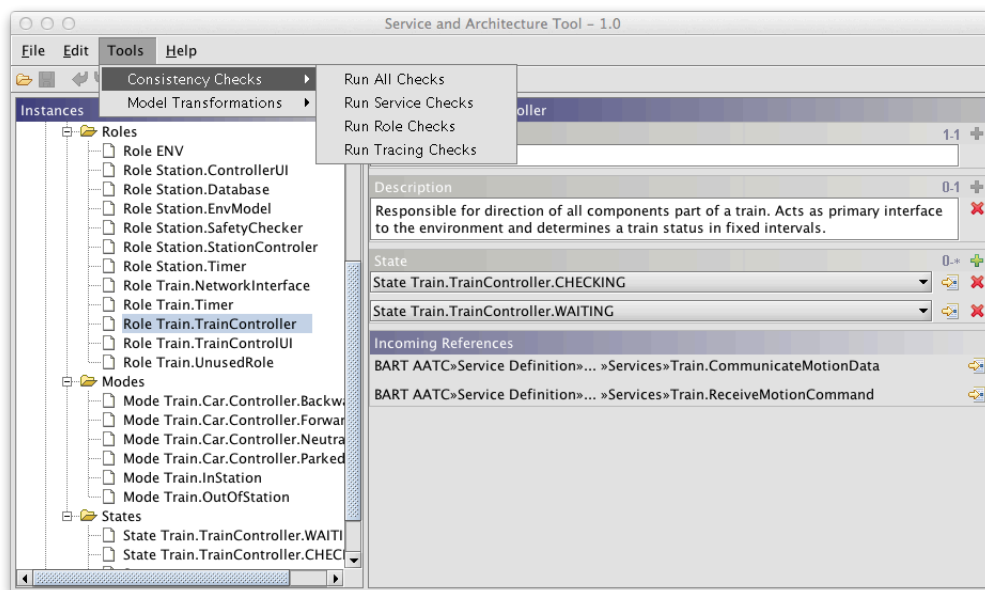 Service and Architecture Tool – 1.0
File Edit Tools Help
Consistency Checks
Model Transformations
Run All Checks
Run Service Checks
Run Role Checks
Run Tracing Checks
Instances
Roles
Role ENV
Role Station.ControllerUI
Role Station.Database
Role Station.EnvModel
Role Station.SafetyChecker
Role Station.StationControler
Role Station.Timer
Role Train.NetworkInterface
Role Train.Timer
Role Train.TrainController
Role Train.TrainControlUI
Role Train.UnusedRole
Modes
Mode Train.Car.Controller.Backwa
Mode Train.Car.Controller.Forwar
Mode Train.Car.Controller.Neutra
Mode Train.Car.Controller.Parked
Mode Train.InStation
Mode Train.OutOfStation
States
State Train.TrainController.WAITI
State Train.TrainController.CHECI
oller
1-1
Description 0-1
Responsible for direction of all components part of a train. Acts as primary interface
to the environment and determines a train status in fixed intervals.
State 0-*
State Train.TrainController.CHECKING
State Train.TrainController.WAITING
Incoming References
BART AATC»Service Definition»... »Services»Train.CommunicateMotionData
BART AATC»Service Definition»... »Services»Train.ReceiveMotionCommand